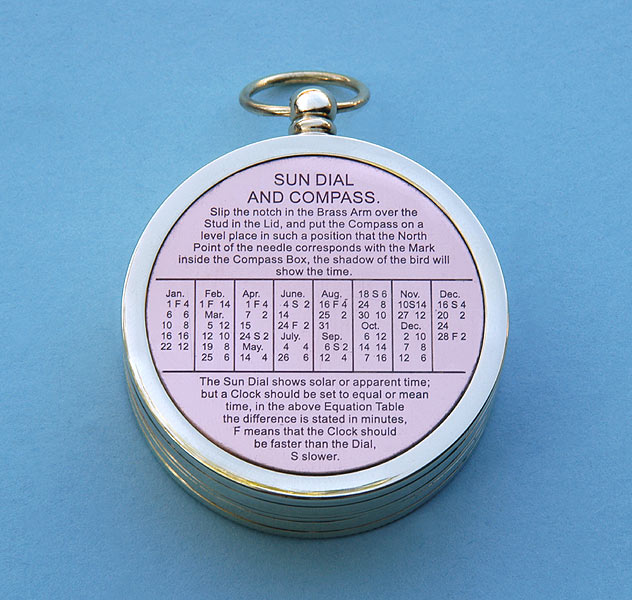 SUN DIAL
AND COMPASS.
Slip the notch in the Brass Arm over the
Stud in the Lid, and put the Compass on a
level place in such a position that the North
Point of the needle corresponds with the Mark
inside the Compass Box, the shadow of the bird will
show the time.
Jan.
1 F 4
6 6
10 8
16 16
22 12
Feb.
1 F 14
Mar.
5 12
12 10
19 8
25 6
Apr.
1 F 4
7 2
15
24 S 2
May.
14 4
June.
4 S 2
14
24 F 2
July.
4 4
26 6
Aug.
16 F 4
25 2
31
Sep.
6 S 2
12 4
18 S 6
24 8
30 10
Oct.
6 12
14 14
7 16
Nov.
10S14
27 12
Dec.
2 10
7 8
12 6
Dec.
16 S 4
20 2
24
28 F 2
The Sun Dial shows solar or apparent time;
but a Clock should be set to equal or mean
time, in the above Equation Table
the difference is stated in minutes,
F means that the Clock should
be faster than the Dial,
S slower.